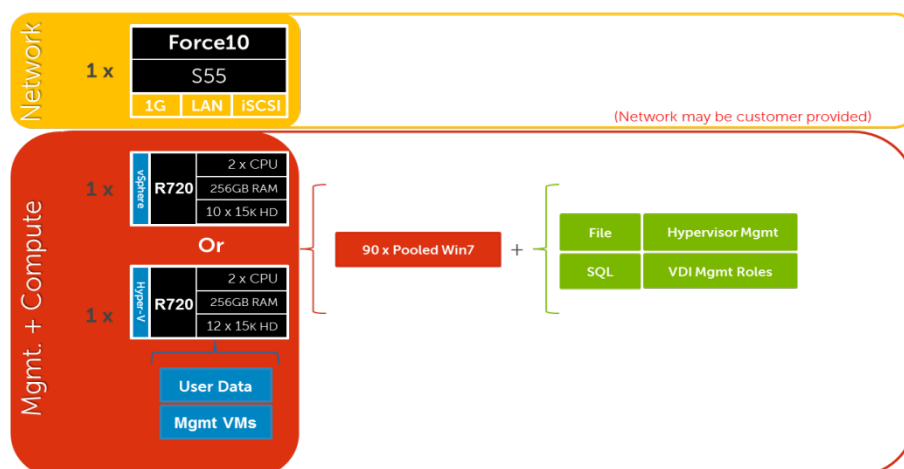 Network
1 x
Force10
S55
1G LAN iSCSI
(Network may be customer provided)
Mgmt. + Compute
1 x
vSphere
R720
2 x CPU
256GB RAM
10 x 15K HD
Or
1 x
Hyper-V
R720
2 x CPU
256GB RAM
12 x 15K HD
User Data
Mgmt VMs
90 x Pooled Win7
+
File Hypervisor Mgmt
SQL VDI Mgmt Roles